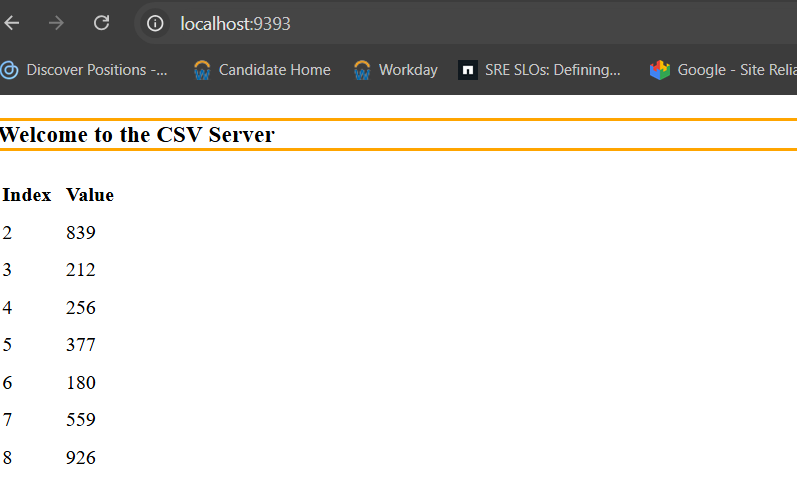 localhost:9393
Discover Positions -... Candidate Home Workday SRE SLOs: Defining... Google - Site Relia
Welcome to the CSV Server
Index Value
2 839
3 212
4 256
5 377
6 180
7 559
8 926